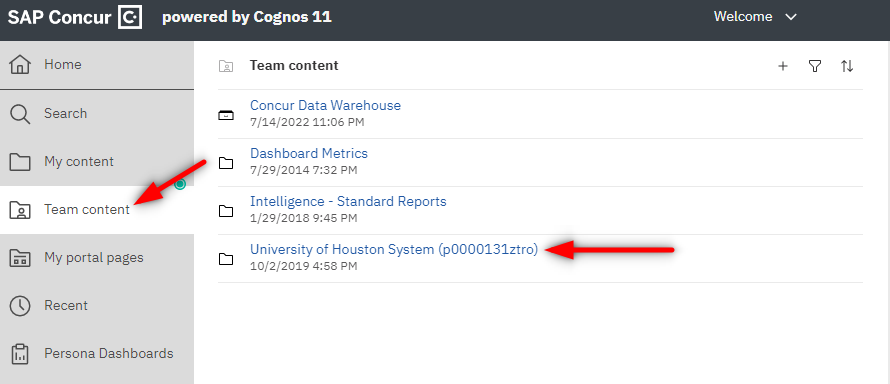 SAP Concur C powered by Cognos 11 Welcome
Home
Search
My content
Team content
My portal pages
Recent
Persona Dashboards
Team content
Concur Data Warehouse
7/14/2022 11:06 PM
Dashboard Metrics
7/29/2014 7:32 PM
Intelligence - Standard Reports
1/29/2018 9:45 PM
University of Houston System (p0000131ztro)
10/2/2019 4:58 PM